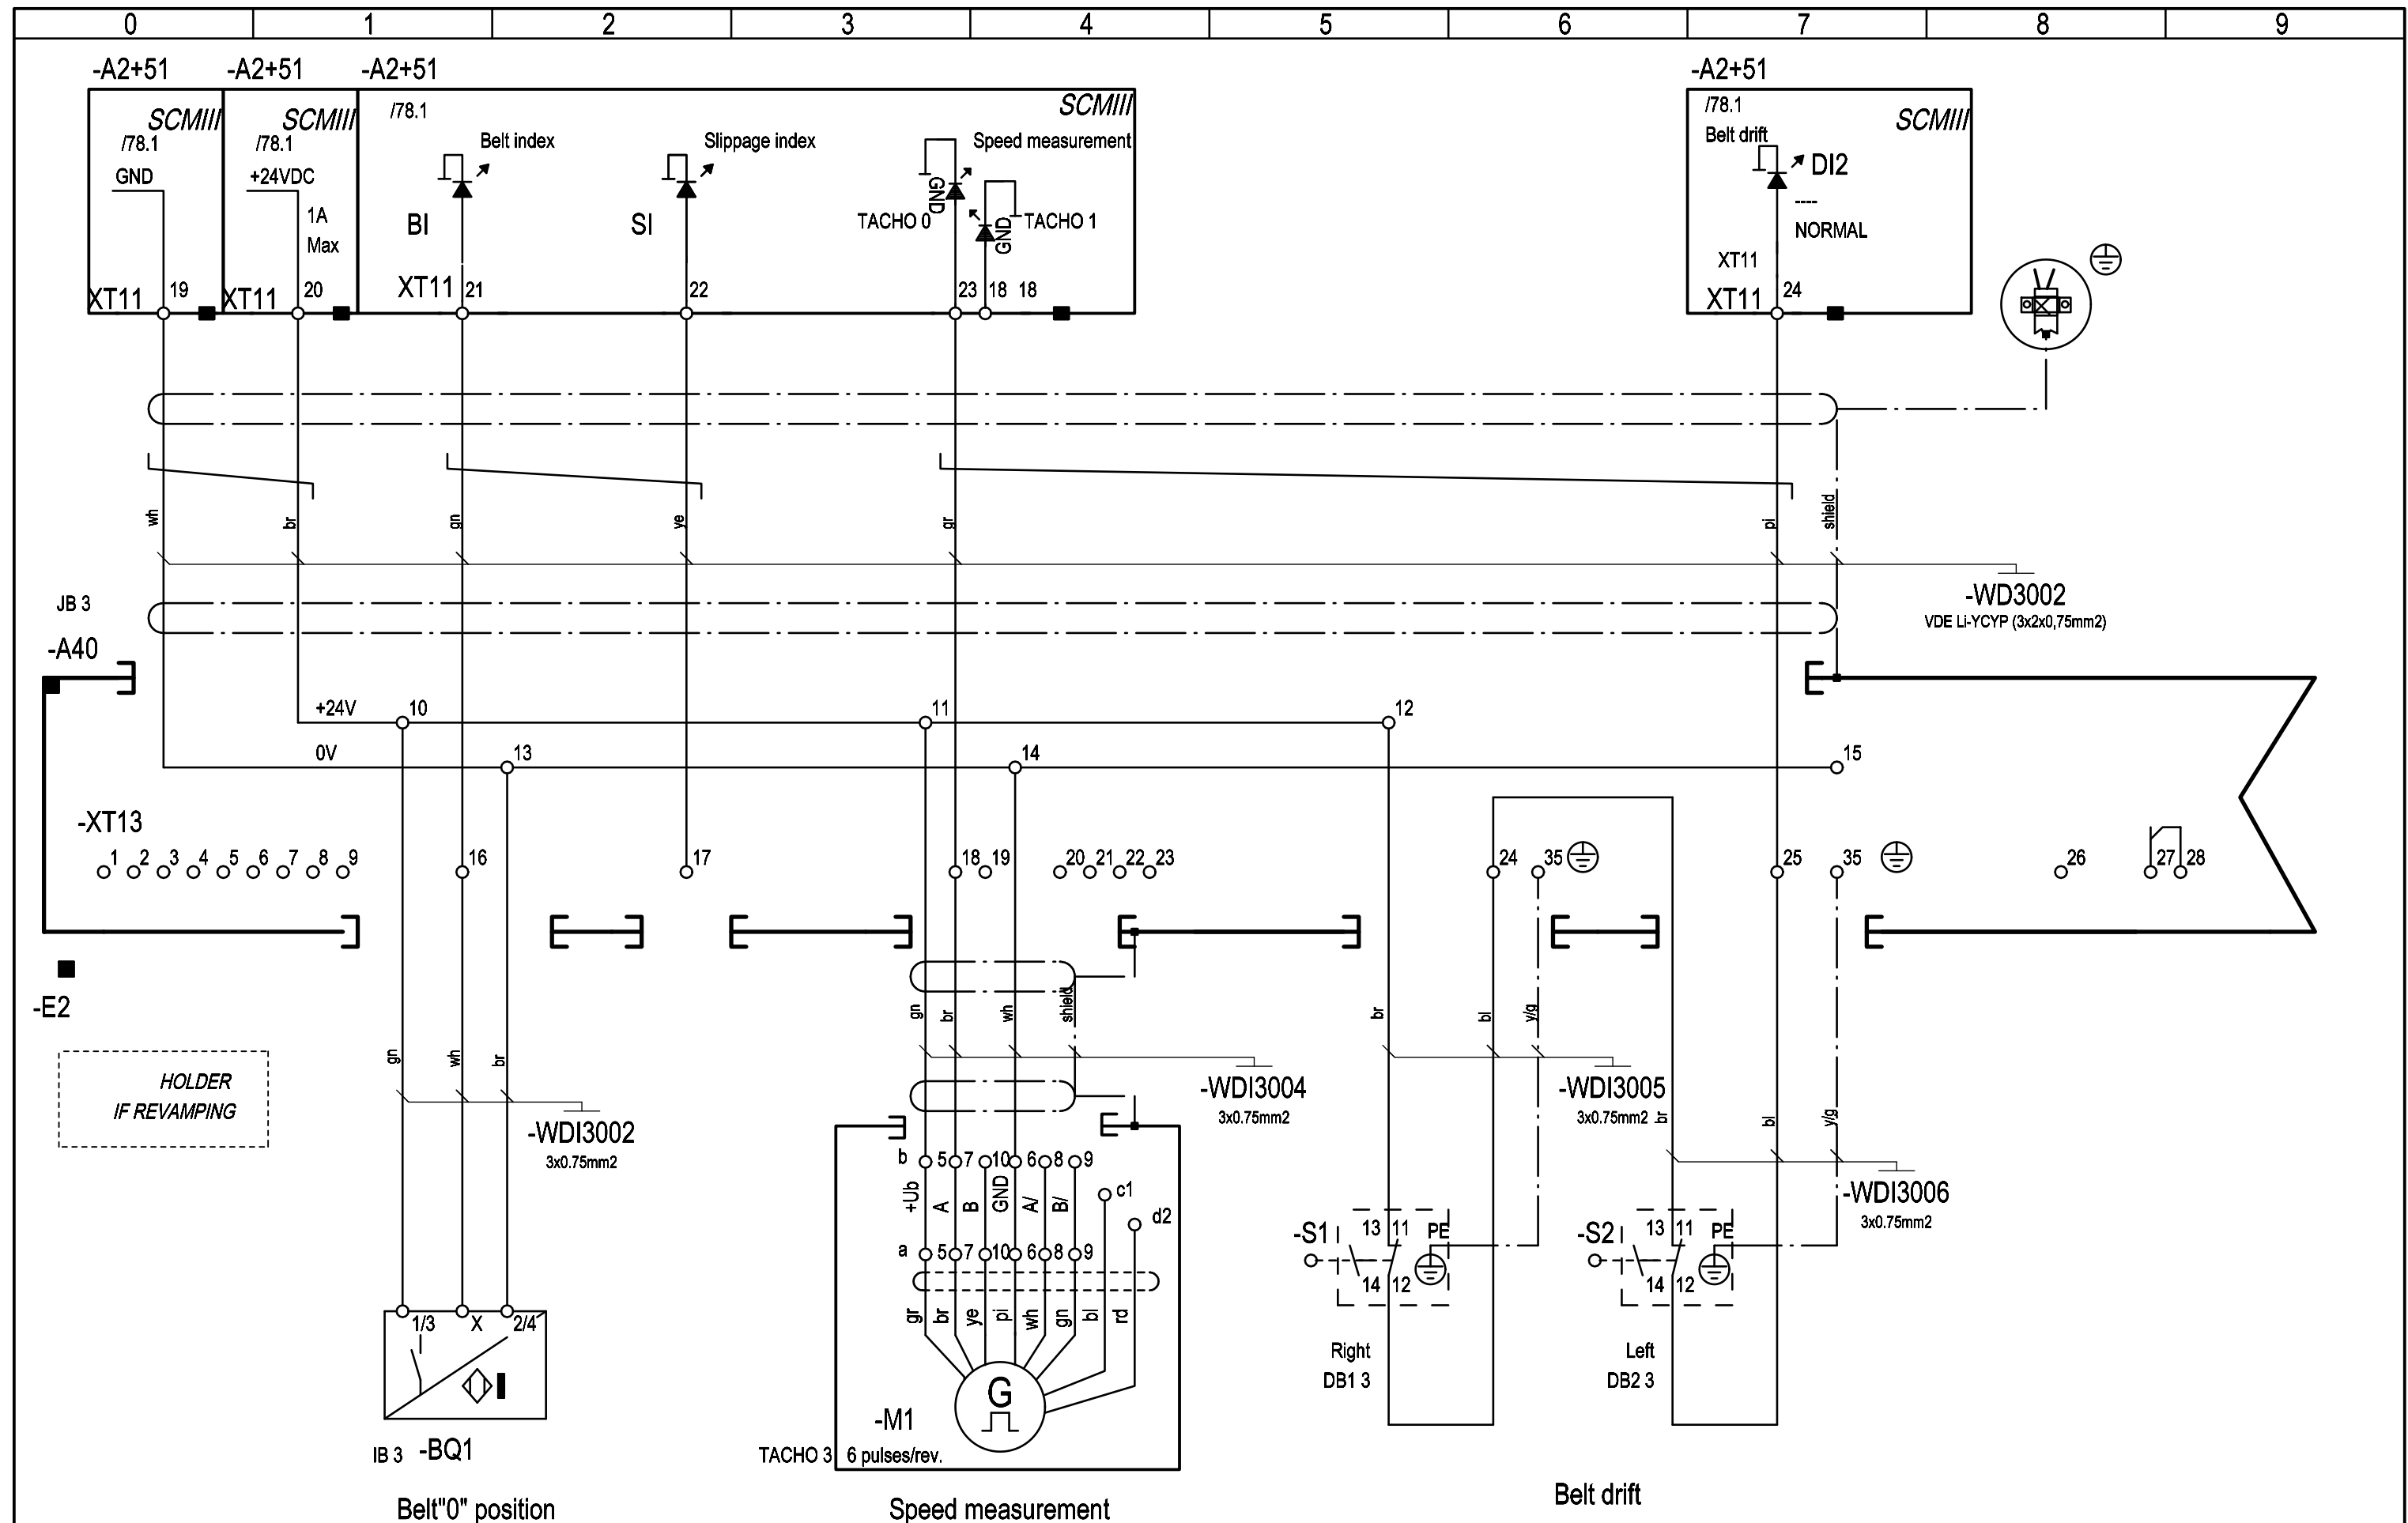 0 1 2 3 4 5 6 7 8 9
-A2+51 -A2+51 -A2+51 -A2+51
SCMIII SCMIII SCMIII SCMIII
/78.1 /78.1 /78.1 /78.1
GND +24VDC Belt index Slippage index Speed measurement Belt drift
1A
Max
BI SI TACHO 0 GND GND TACHO 1 DI2
----
NORMAL
XT11
XT11 19 XT11 20 XT11 21 22 23 18 18 XT11 24
wh br gn ye gr pi shield
-WD3002
VDE Li-YCYP (3x2x0,75mm2)
JB 3
-A40
+24V 10 11 12
0V 13 14 15
-XT13
1 2 3 4 5 6 7 8 9 16 17 18 19 20 21 22 23 24 35 25 35 26 27 28
-E2
HOLDER
IF REVAMPING
gn wh br
-WDI3002
3x0.75mm2
gn br wh shield
-WDI3004
3x0.75mm2
br bl y/g
-WDI3005
3x0.75mm2
br bl y/g
-WDI3006
3x0.75mm2
b 5 7 10 6 8 9
+Ub A B GND A/ B/ c1 d2
a 5 7 10 6 8 9
gr br ye pi wh gn bl rd
G
-M1
TACHO 3 6 pulses/rev.
1/3 X 2/4
IB 3 -BQ1
-S1 13 11 PE
14 12
Right
DB1 3
-S2 13 11 PE
14 12
Left
DB2 3
Belt"0" position
Speed measurement
Belt drift